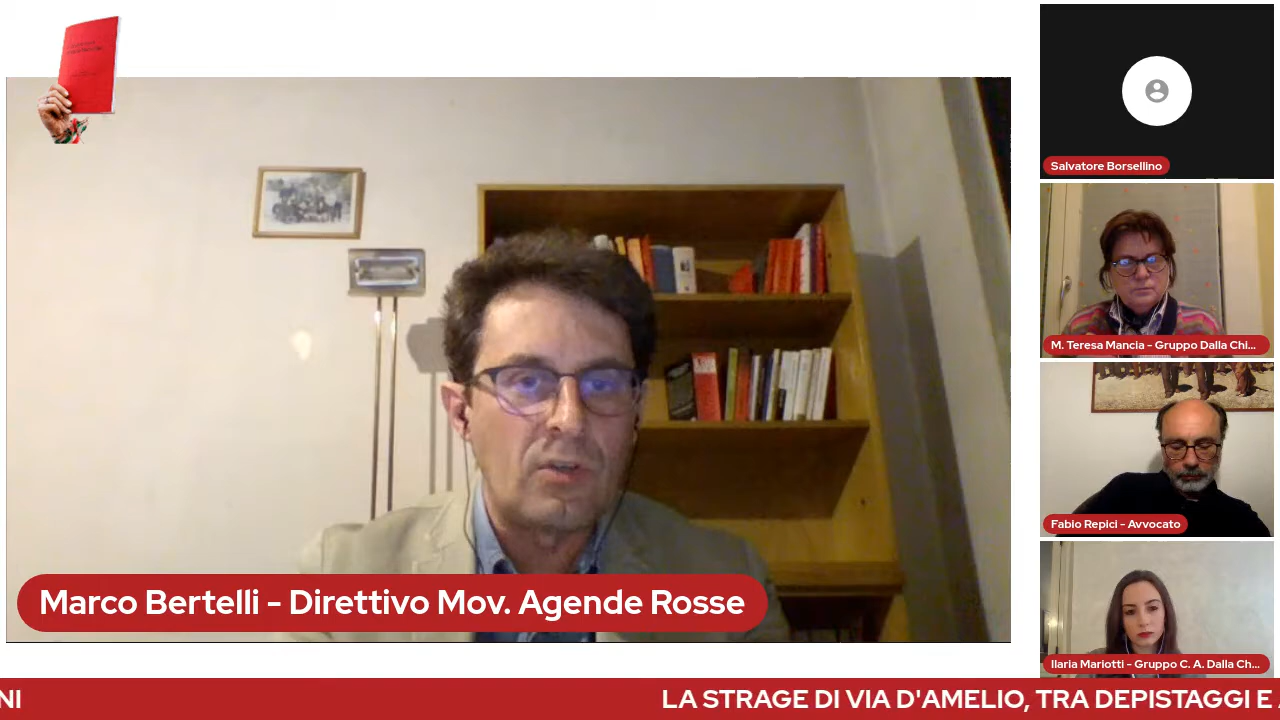 Salvatore Borsellino
M. Teresa Mancia - Gruppo Dalla Chi...
Fabio Repici - Avvocato
Ilaria Mariotti - Gruppo C. A. Dalla Ch...
Marco Bertelli - Direttivo Mov. Agende Rosse
NI LA STRAGE DI VIA D'AMELIO, TRA DEPISTAGGI E